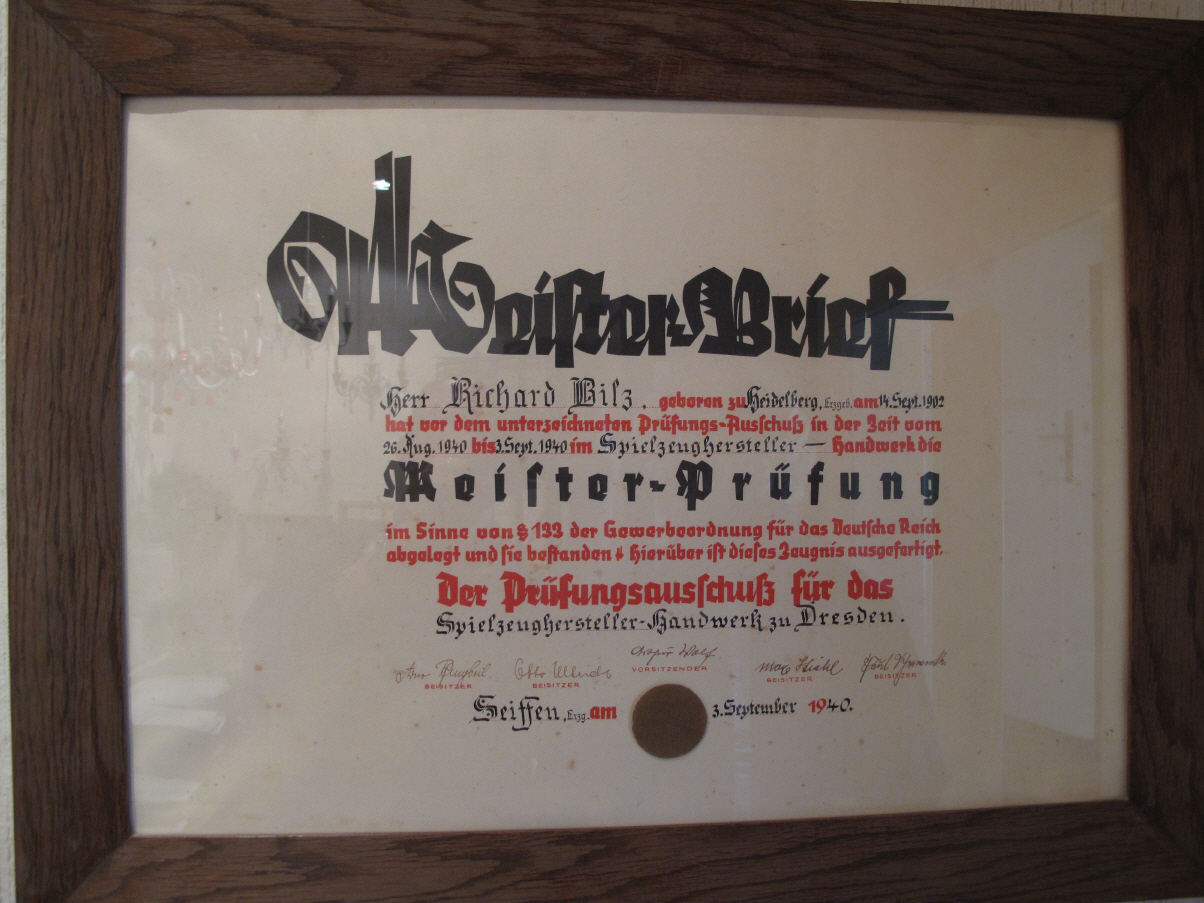 Meister-Brief
Herr Richard Bilz, geboren zu Heidelberg, Erzgeb. am 14. Sept. 1902
hat vor dem unterzeichneten Prüfungs-Ausschuß in der Zeit vom
26. Aug. 1940 bis 3. Sept. 1940 im Spielzeughersteller — Handwerk die
Meister-Prüfung
im Sinne von § 133 der Gewerbeordnung für das Deutsche Reich
abgelegt und sie bestanden * Hierüber ist dieses Zeugnis ausgefertigt.
Der Prüfungsausschuß für das
Spielzeughersteller-Handwerk zu Dresden.
Otto Wolf
VORSITZENDER
Max
BEISITZER BEISITZER BEISITZER BEISITZER
Seiffen, Erzg. am 3. September 1940.